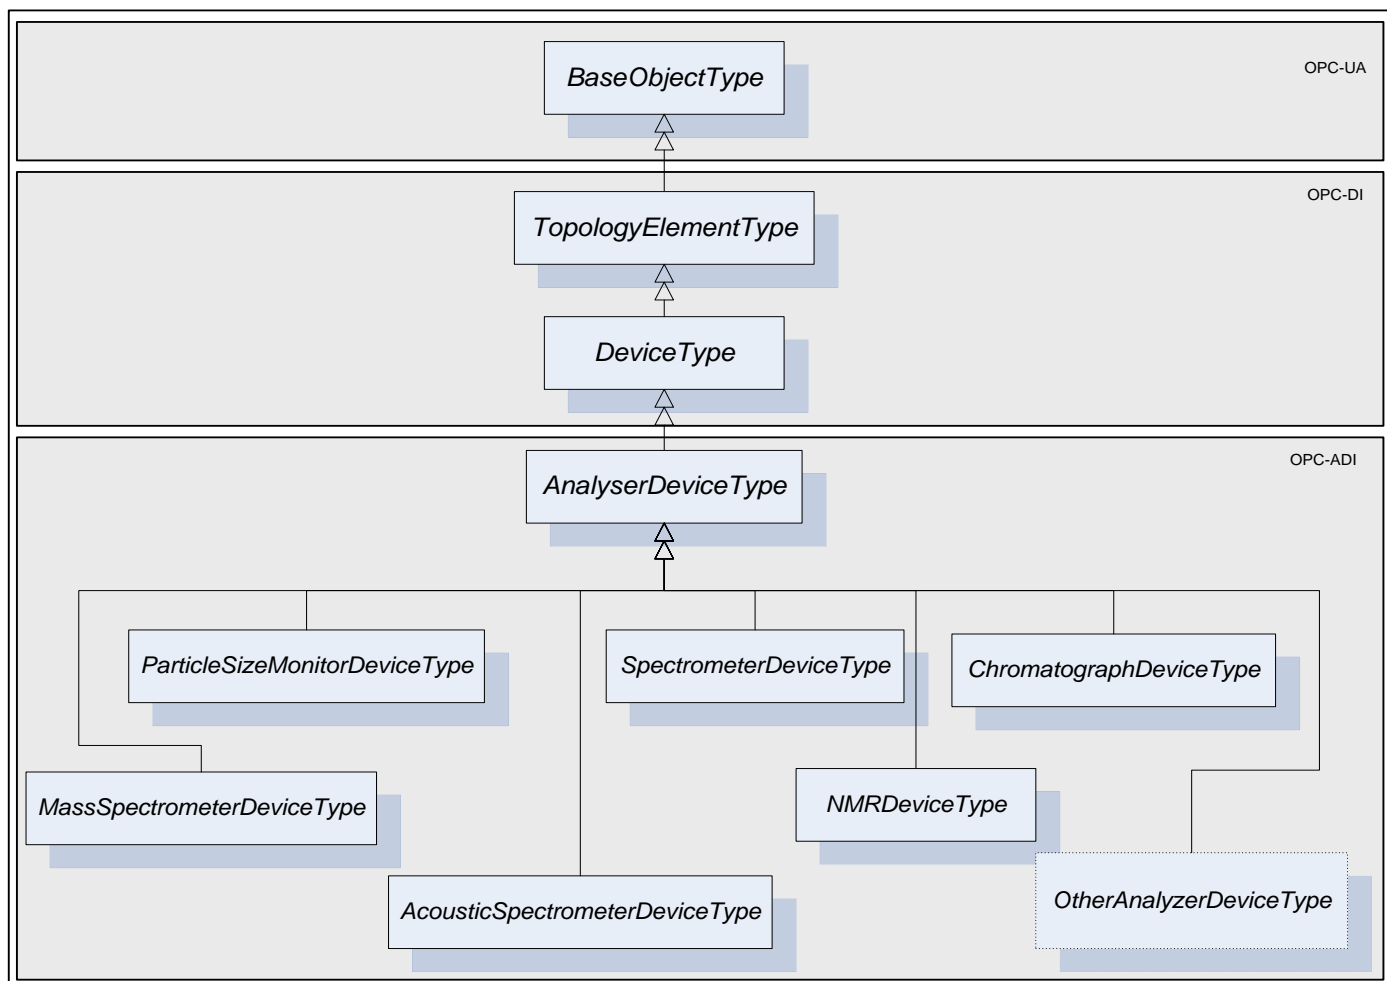 BaseObjectType
OPC-UA
OPC-DI
TopologyElementType
DeviceType
OPC-ADI
AnalyserDeviceType
ParticleSizeMonitorDeviceType
SpectrometerDeviceType
ChromatographDeviceType
MassSpectrometerDeviceType
NMRDeviceType
AcousticSpectrometerDeviceType
OtherAnalyzerDeviceType